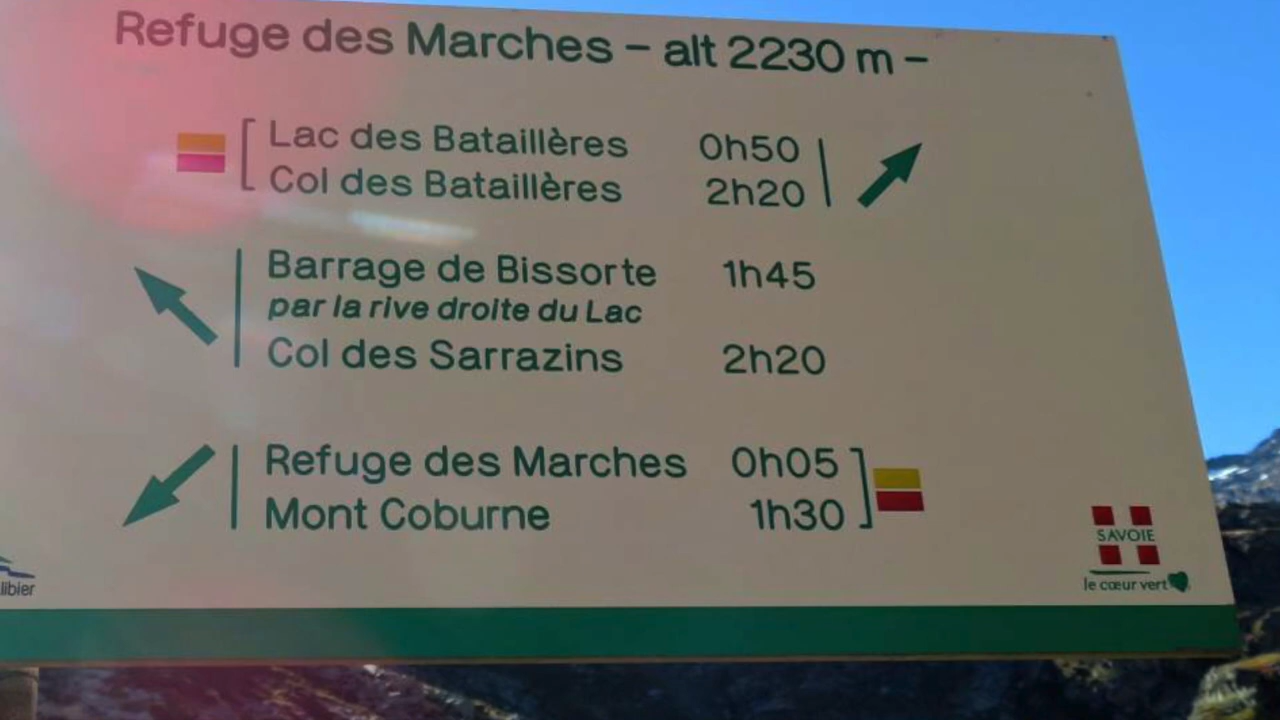 Refuge des Marches – alt 2230 m –
Lac des Bataillères 0h50
Col des Bataillères 2h20
Barrage de Bissorte 1h45
par la rive droite du Lac
Col des Sarrazins 2h20
Refuge des Marches 0h05
Mont Coburne 1h30
SAVOIE
le cœur vert
libier